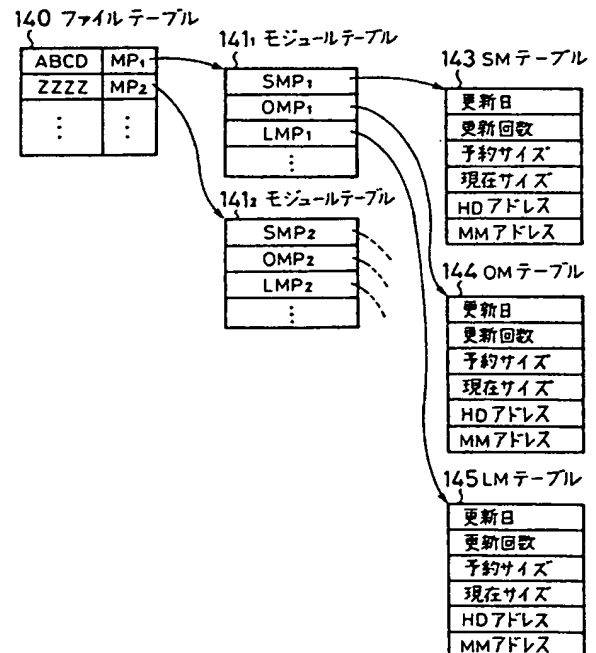 140 ファイルテーブル
ABCD MP₁
ZZZZ MP₂
⋮ ⋮
141₁ モジュールテーブル
SMP₁
OMP₁
LMP₁
⋮
141₂ モジュールテーブル
SMP₂
OMP₂
LMP₂
⋮
143 SMテーブル
更新日
更新回数
予約サイズ
現在サイズ
HDアドレス
MMアドレス
144 OMテーブル
更新日
更新回数
予約サイズ
現在サイズ
HDアドレス
MMアドレス
145 LMテーブル
更新日
更新回数
予約サイズ
現在サイズ
HDアドレス
MMアドレス